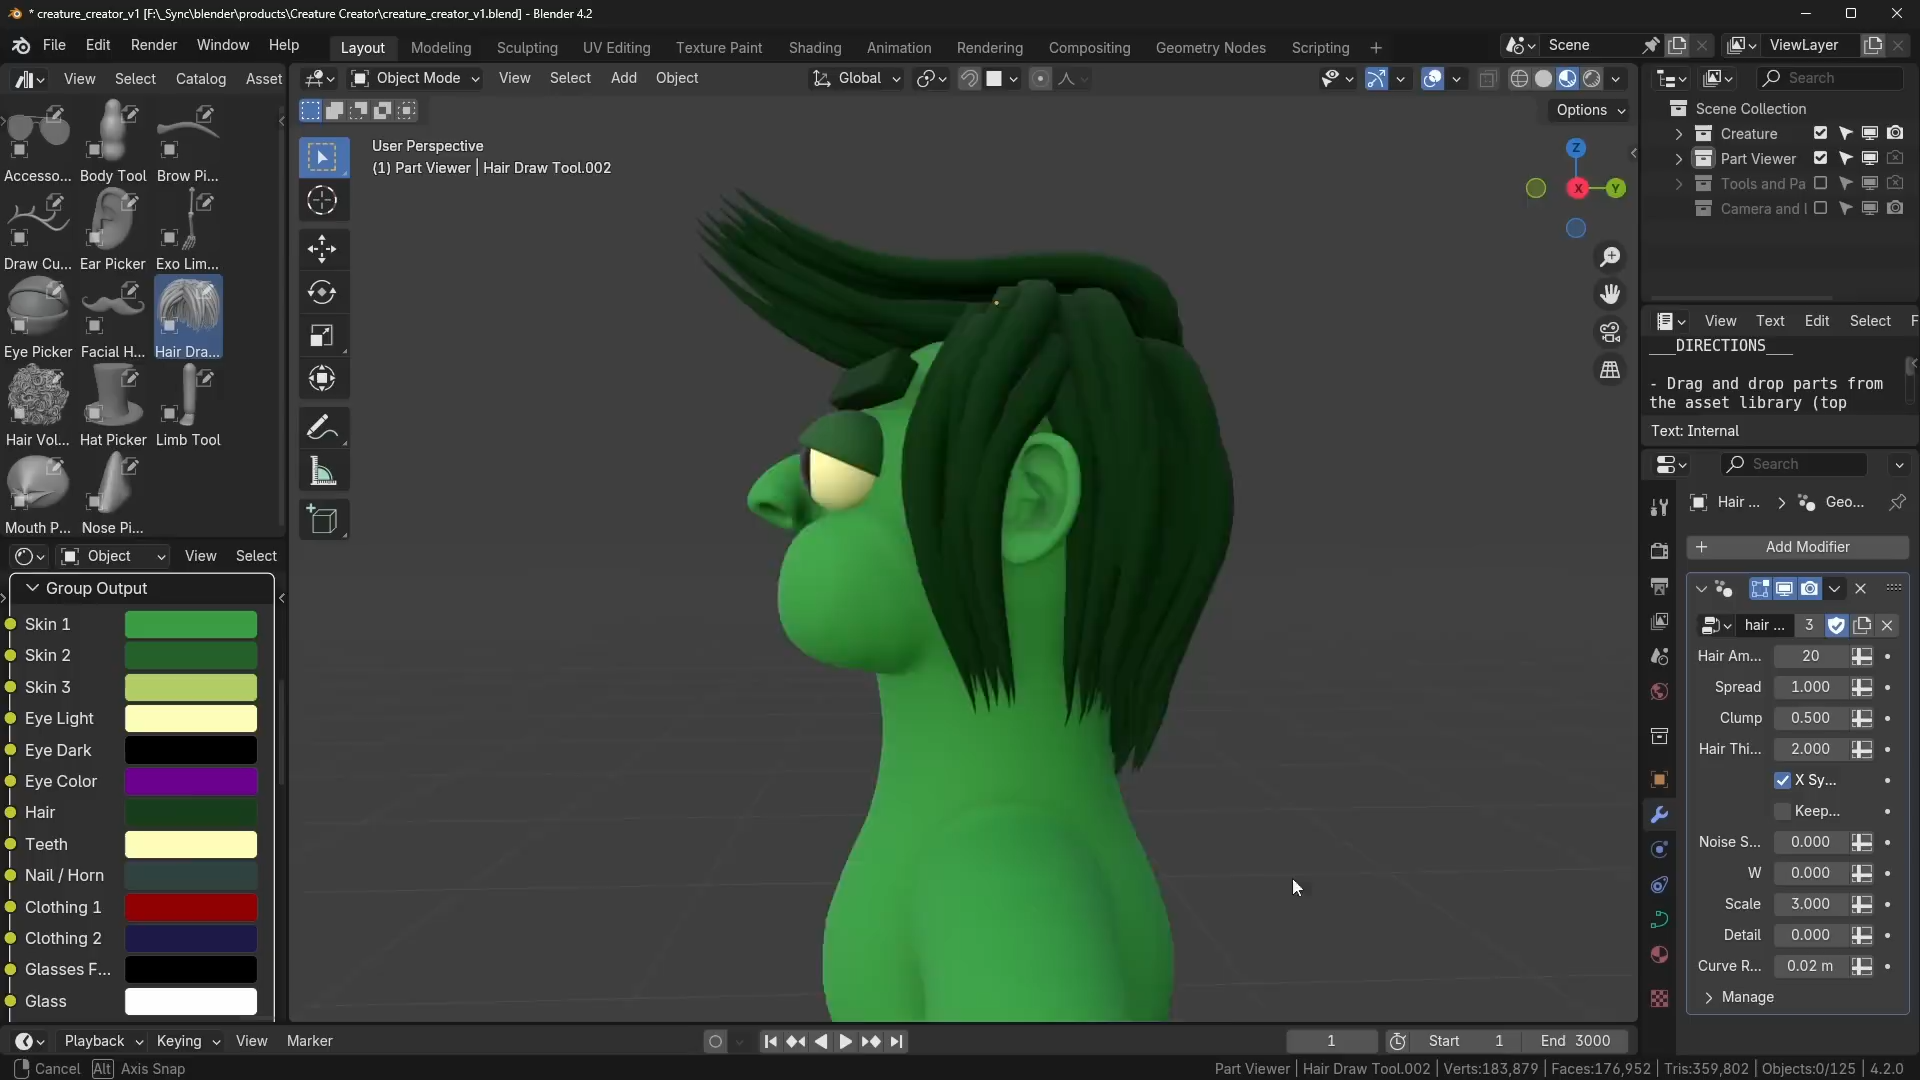 * creature_creator_v1 [F:\_Sync\blender\products\Creature Creator\creature_creator_v1.blend] - Blender 4.2
File Edit Render Window Help
Layout Modeling Sculpting UV Editing Texture Paint Shading Animation Rendering Compositing Geometry Nodes Scripting +
Scene
ViewLayer
View Select Catalog Asset
Object Mode View Select Add Object
Global
Search
Options
Accesso... Body Tool Brow Pi...
Draw Cu... Ear Picker Exo Lim...
Eye Picker Facial H... Hair Dra...
Hair Vol... Hat Picker Limb Tool
Mouth P... Nose Pi...
User Perspective
(1) Part Viewer | Hair Draw Tool.002
Z
X
Y
Scene Collection
Creature
Part Viewer
Tools and Pa
Camera and l
View Text Edit Select F
___DIRECTIONS___
- Drag and drop parts from
the asset library (top
Text: Internal
Object View Select
Group Output
Skin 1
Skin 2
Skin 3
Eye Light
Eye Dark
Eye Color
Hair
Teeth
Nail / Horn
Clothing 1
Clothing 2
Glasses F...
Glass
Search
Hair ... Geo...
Add Modifier
hair ... 3
Hair Am... 20
Spread 1.000
Clump 0.500
Hair Thi... 2.000
X Sy...
Keep...
Noise S... 0.000
W 0.000
Scale 3.000
Detail 0.000
Curve R... 0.02 m
Manage
Playback Keying View Marker
1
Start 1
End 3000
Cancel Alt Axis Snap
Part Viewer | Hair Draw Tool.002 | Verts:183,879 | Faces:176,952 | Tris:359,802 | Objects:0/125 | 4.2.0